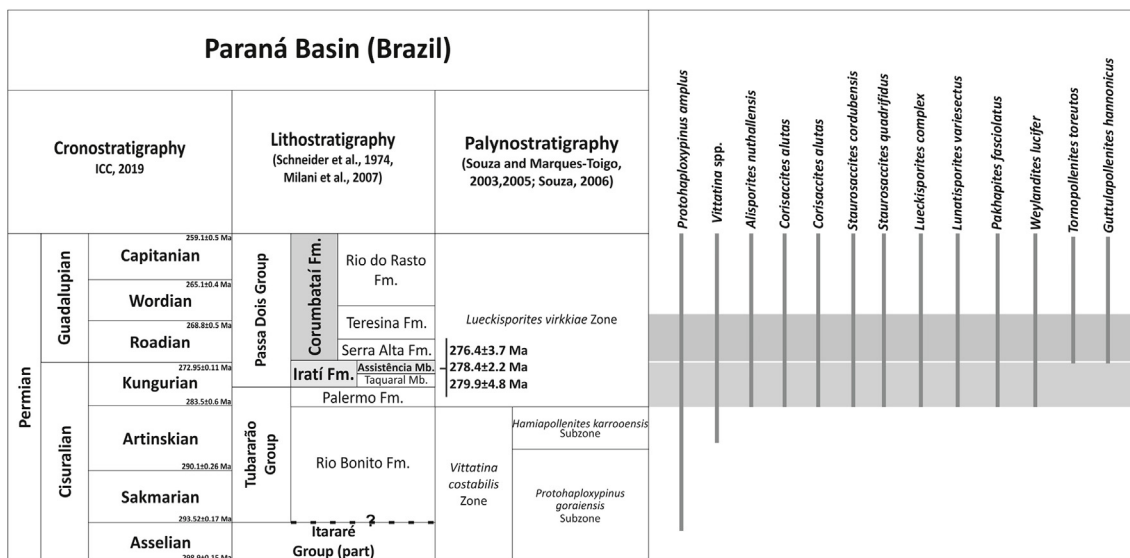 Paraná Basin (Brazil)
Cronostratigraphy
ICC, 2019
Lithostratigraphy
(Schneider et al., 1974,
Milani et al., 2007)
Palynostratigraphy
(Souza and Marques-Toigo,
2003,2005; Souza, 2006)
Protohaploxypinus amplus
Vittatina spp.
Alisporites nuthallensis
Corisaccites alutas
Corisaccites alutas
Staurosaccites cordubensis
Staurosaccites quadrifidus
Lueckisporites complex
Lunatisporites variesectus
Pakhapites fasciolatus
Weylandites lucifer
Tornopollenites toreutos
Guttulapollenites hannonicus
Permian
Guadalupian
Cisuralian
259.1±0.5 Ma
Capitanian
265.1±0.4 Ma
Wordian
268.8±0.5 Ma
Roadian
272.95±0.11 Ma
Kungurian
283.5±0.6 Ma
Artinskian
290.1±0.26 Ma
Sakmarian
293.52±0.17 Ma
Asselian
298.9±0.15 Ma
Passa Dois Group
Tubararão
Group
Corumbataí Fm.
Rio do Rasto
Fm.
Teresina Fm.
Serra Alta Fm.
Iratí Fm.
Assistência Mb.
Taquaral Mb.
Palermo Fm.
Rio Bonito Fm.
?
Itararé
Group (part)
Lueckisporites virkkiae Zone
276.4±3.7 Ma
278.4±2.2 Ma
279.9±4.8 Ma
Vittatina
costabilis
Zone
Hamiapollenites karrooensis
Subzone
Protohaploxypinus
goraiensis
Subzone